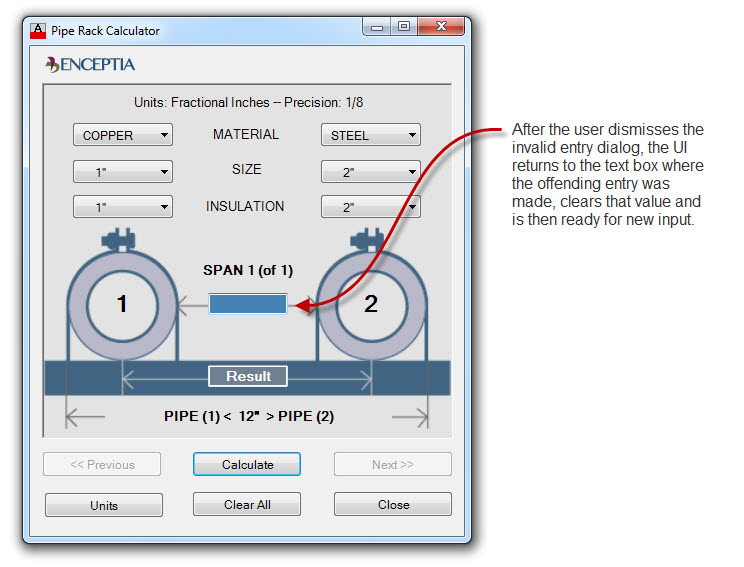 Pipe Rack Calculator
ENCEPTIA
Units: Fractional Inches -- Precision: 1/8
COPPER MATERIAL STEEL
1" SIZE 2"
1" INSULATION 2"
SPAN 1 (of 1)
1 2
Result
PIPE (1) < 12" > PIPE (2)
<< Previous Calculate Next >>
Units Clear All Close
After the user dismisses the
invalid entry dialog, the UI
returns to the text box where
the offending entry was
made, clears that value and
is then ready for new input.